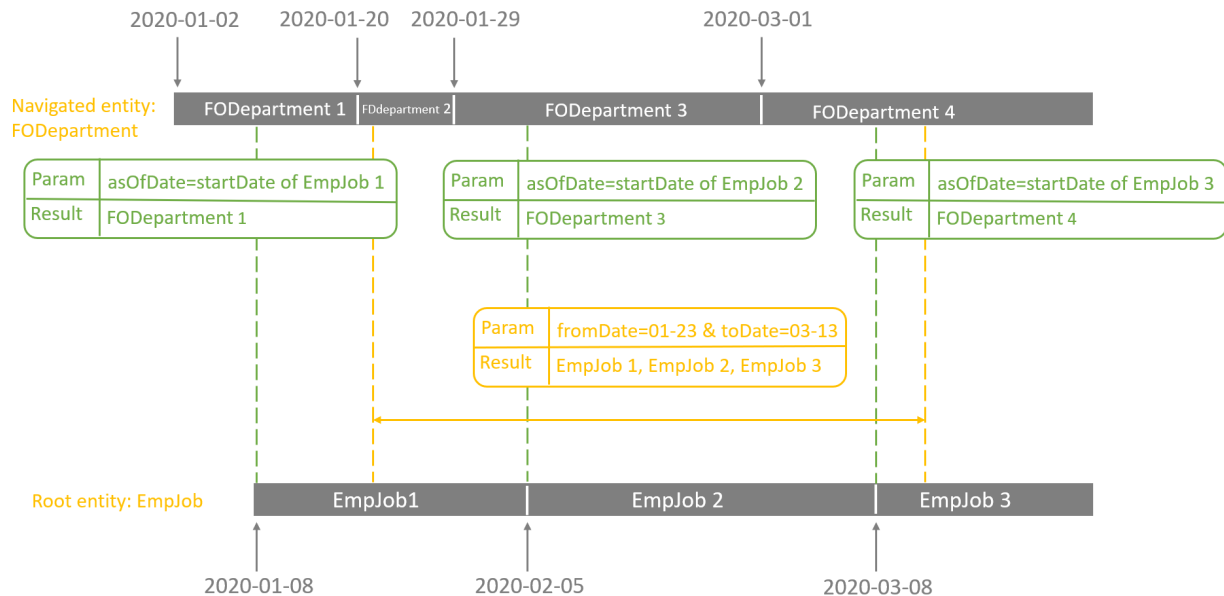 2020-01-02
2020-01-20
2020-01-29
2020-03-01
Navigated entity:
FODepartment
FODepartment 1
FDdepartment 2
FODepartment 3
FODepartment 4
Param asOfDate=startDate of EmpJob 1
Result FODepartment 1
Param asOfDate=startDate of EmpJob 2
Result FODepartment 3
Param asOfDate=startDate of EmpJob 3
Result FODepartment 4
Param fromDate=01-23 & toDate=03-13
Result EmpJob 1, EmpJob 2, EmpJob 3
Root entity: EmpJob
EmpJob1
EmpJob 2
EmpJob 3
2020-01-08
2020-02-05
2020-03-08